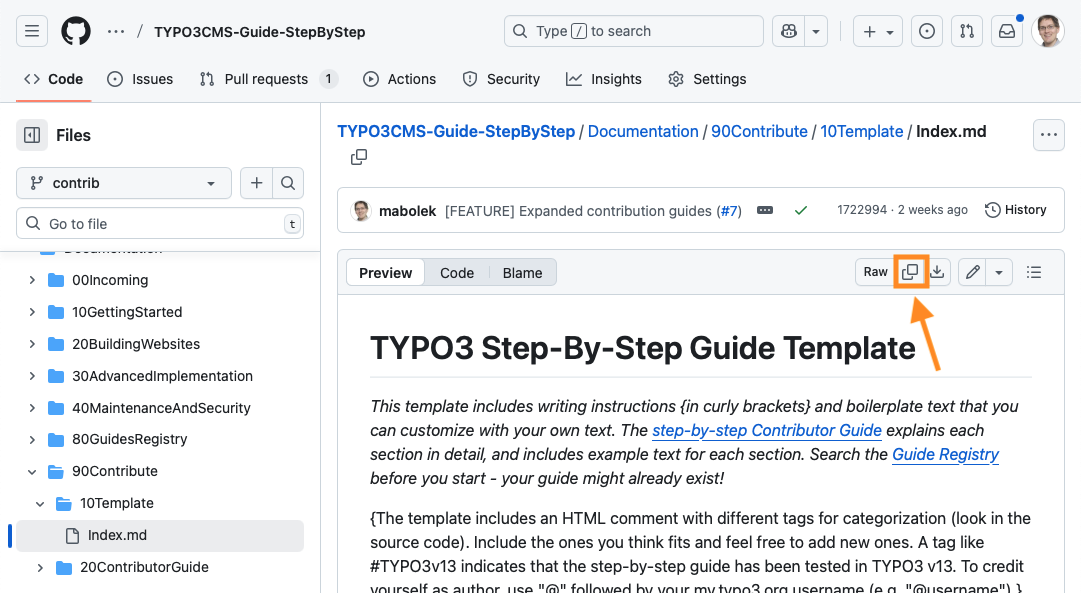 ··· / TYPO3CMS-Guide-StepByStep
Type / to search
Code Issues Pull requests 1 Actions Security Insights Settings
Files
contrib
Go to file t
Documentation
00Incoming
10GettingStarted
20BuildingWebsites
30AdvancedImplementation
40MaintenanceAndSecurity
80GuidesRegistry
90Contribute
10Template
Index.md
20ContributorGuide
TYPO3CMS-Guide-StepByStep / Documentation / 90Contribute / 10Template / Index.md
mabolek [FEATURE] Expanded contribution guides (#7) 1722994 · 2 weeks ago History
Preview Code Blame Raw
TYPO3 Step-By-Step Guide Template
This template includes writing instructions {in curly brackets} and boilerplate text that you
can customize with your own text. The step-by-step Contributor Guide explains each
section in detail, and includes example text for each section. Search the Guide Registry
before you start - your guide might already exist!
{The template includes an HTML comment with different tags for categorization (look in the
source code). Include the ones you think fits and feel free to add new ones. A tag like
#TYPO3v13 indicates that the step-by-step guide has been tested in TYPO3 v13. To credit
yourself as author, use "@" followed by your my.typo3.org username (e.g. "@username").}